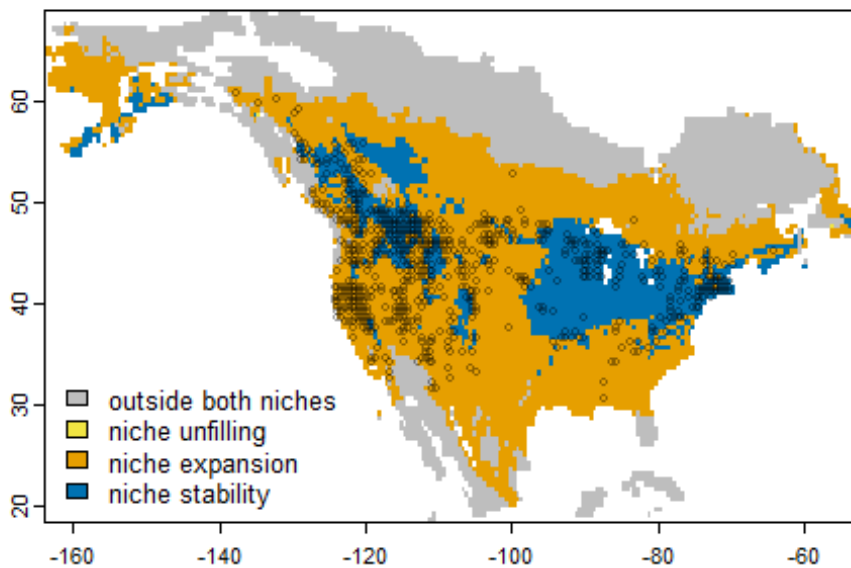 60
50
40
30
20
outside both niches
niche unfilling
niche expansion
niche stability
-160 -140 -120 -100 -80 -60